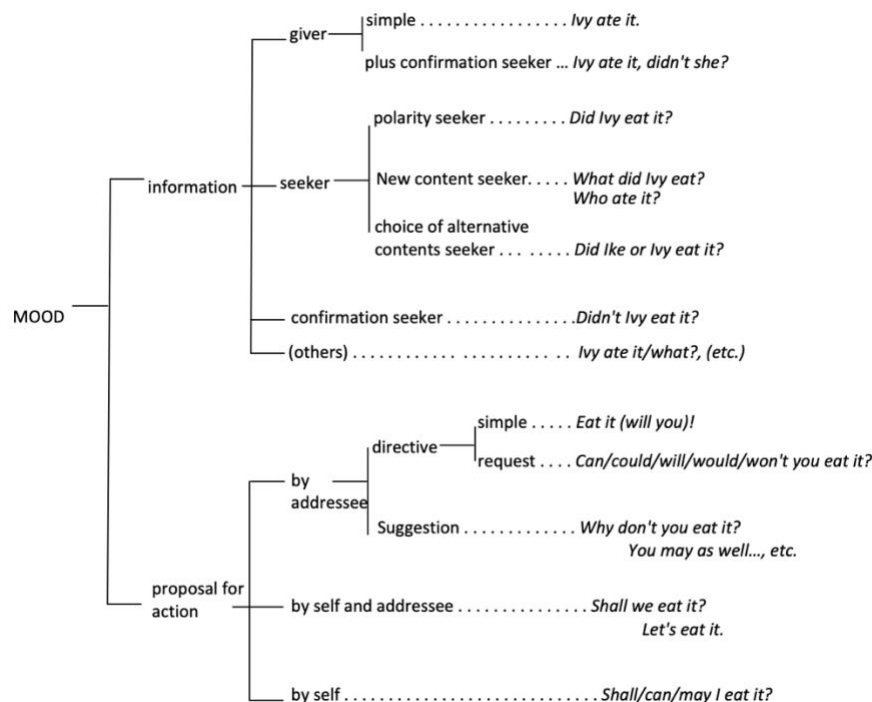 simple . . . . . . . . . . . . . . . . Ivy ate it.
giver
plus confirmation seeker ... Ivy ate it, didn't she?
polarity seeker . . . . . . . . . Did Ivy eat it?
information
seeker
New content seeker. . . . . What did Ivy eat?
Who ate it?
choice of alternative
contents seeker . . . . . . . . Did Ike or Ivy eat it?
MOOD
confirmation seeker . . . . . . . . . . . . . .Didn't Ivy eat it?
(others) . . . . . . . . . . . . . . . . . . . . . . . Ivy ate it/what?, (etc.)
simple . . . . . Eat it (will you)!
directive
request . . . . Can/could/will/would/won't you eat it?
by
addressee
Suggestion . . . . . . . . . . . . . Why don't you eat it?
You may as well..., etc.
proposal for
action
by self and addressee . . . . . . . . . . . . . . Shall we eat it?
Let's eat it.
by self . . . . . . . . . . . . . . . . . . . . . . . . . . . Shall/can/may I eat it?